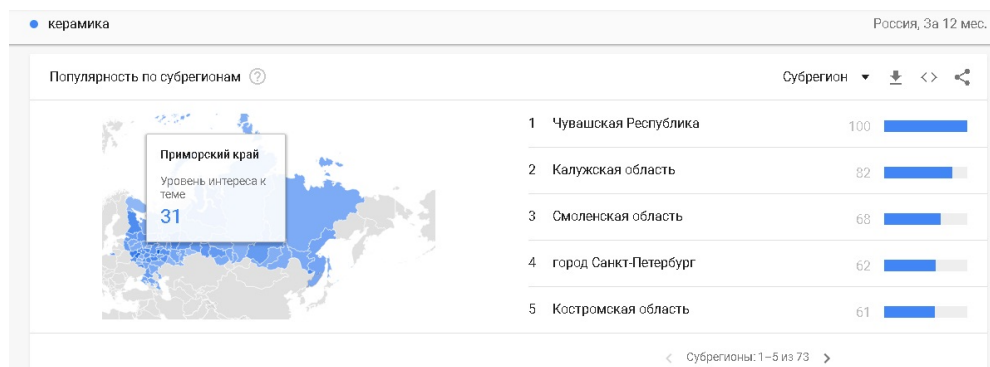 керамика
Россия, За 12 мес.
Популярность по субрегионам ?
Субрегион
Приморский край
Уровень интереса к
теме
31
1 Чувашская Республика 100
2 Калужская область 82
3 Смоленская область 68
4 город Санкт-Петербург 62
5 Костромская область 61
Субрегионы: 1–5 из 73